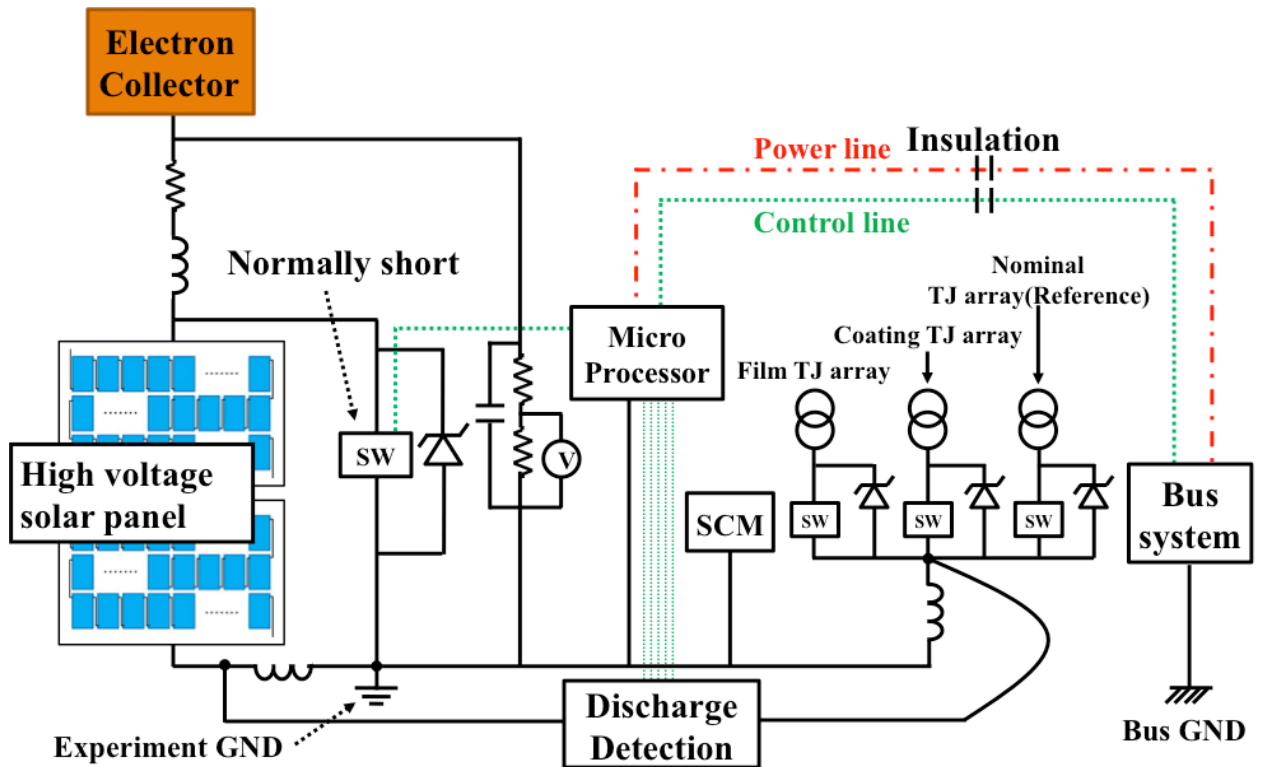 Electron
Collector
Insulation
Power line
Control line
Normally short
Nominal
TJ array(Reference)
Coating TJ array
Film TJ array
Micro
Processor
SW
V
High voltage
solar panel
SCM
SW
SW
SW
Bus
system
Discharge
Detection
Experiment GND
Bus GND